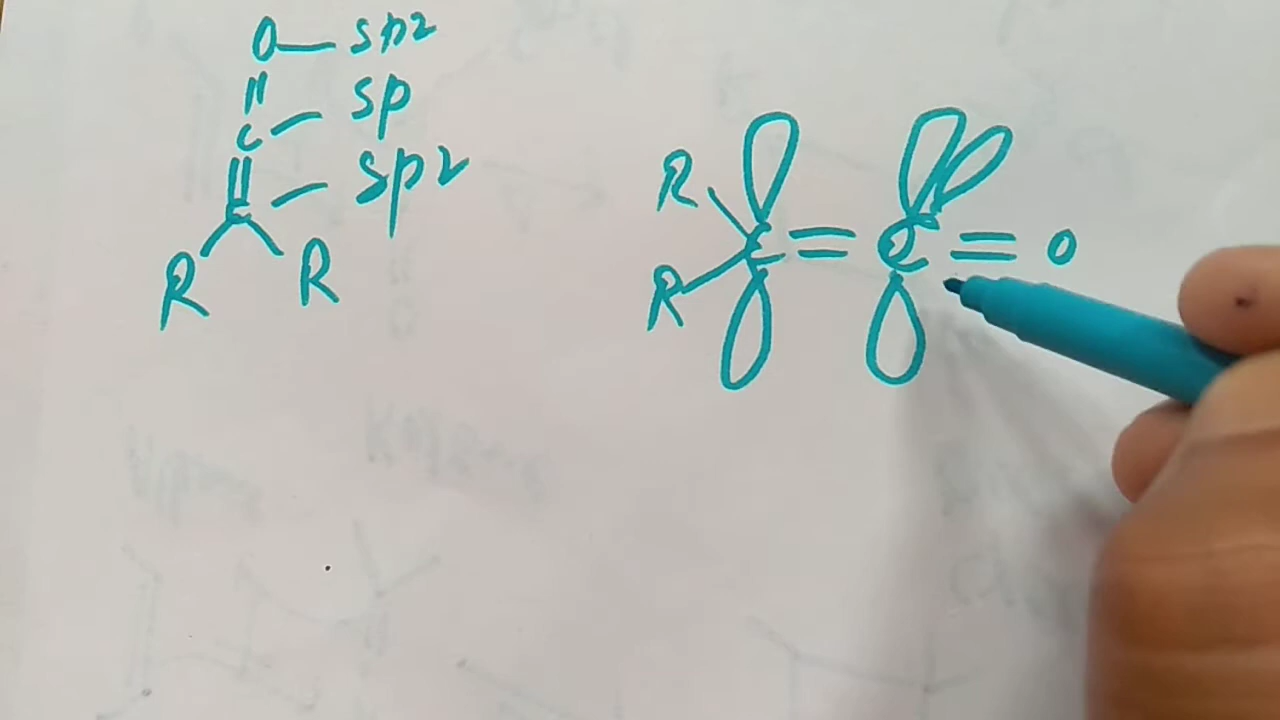 O — sp2
||
C — sp
||
C — sp2
R R
R
R C = C = O